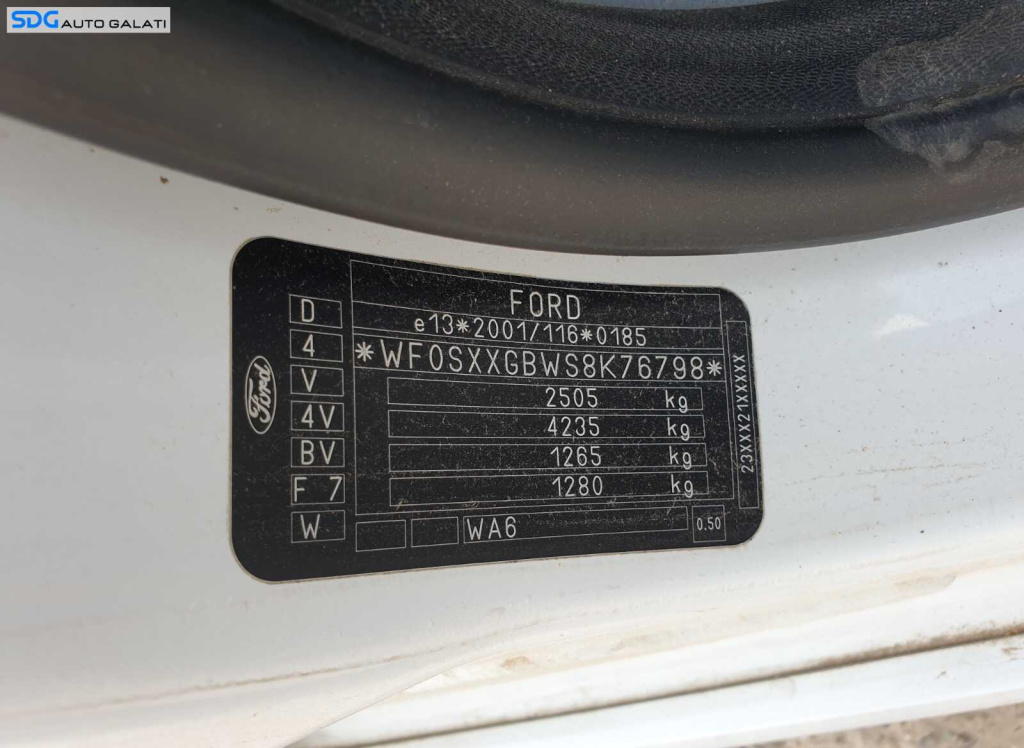 SDG AUTO GALATI
FORD
e13*2001/116*0185
*WF0SXXGBWS8K76798*
2505 kg
4235 kg
1265 kg
1280 kg
WA6 0.50
D
4
V
4V
BV
F 7
W
Ford
23XXX21XXXXX